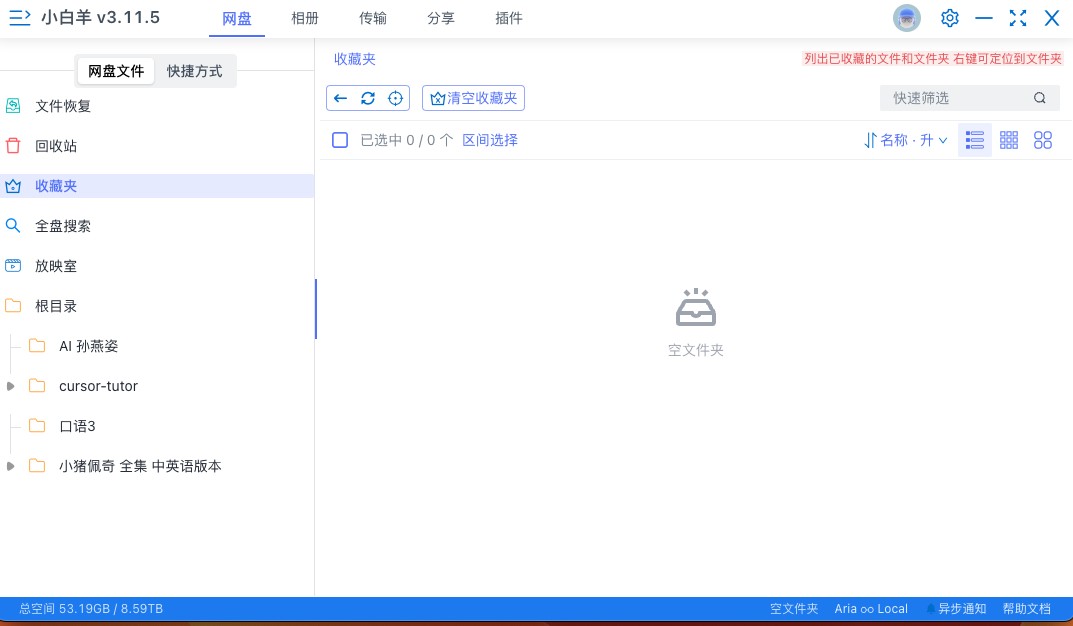 小白羊 v3.11.5
网盘 相册 传输 分享 插件
网盘文件 快捷方式
文件恢复
回收站
收藏夹
全盘搜索
放映室
根目录
AI 孙燕姿
cursor-tutor
口语3
小猪佩奇 全集 中英语版本
收藏夹
列出已收藏的文件和文件夹 右键可定位到文件夹
清空收藏夹
快速筛选
已选中 0 / 0 个 区间选择
名称 · 升
空文件夹
总空间 53.19GB / 8.59TB
空文件夹 Aria ∞ Local 异步通知 帮助文档